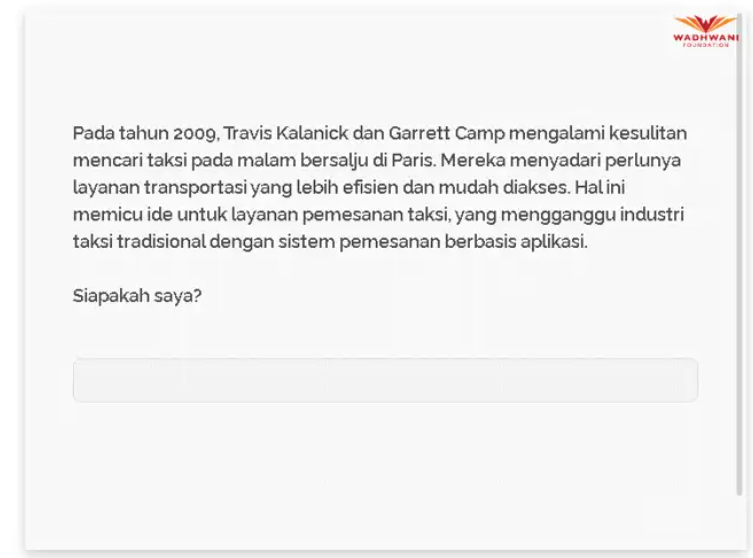 WADHWANI
FOUNDATION
Pada tahun 2009, Travis Kalanick dan Garrett Camp mengalami kesulitan
mencari taksi pada malam bersalju di Paris. Mereka menyadari perlunya
layanan transportasi yang lebih efisien dan mudah diakses. Hal ini
memicu ide untuk layanan pemesanan taksi, yang mengganggu industri
taksi tradisional dengan sistem pemesanan berbasis aplikasi.
Siapakah saya?